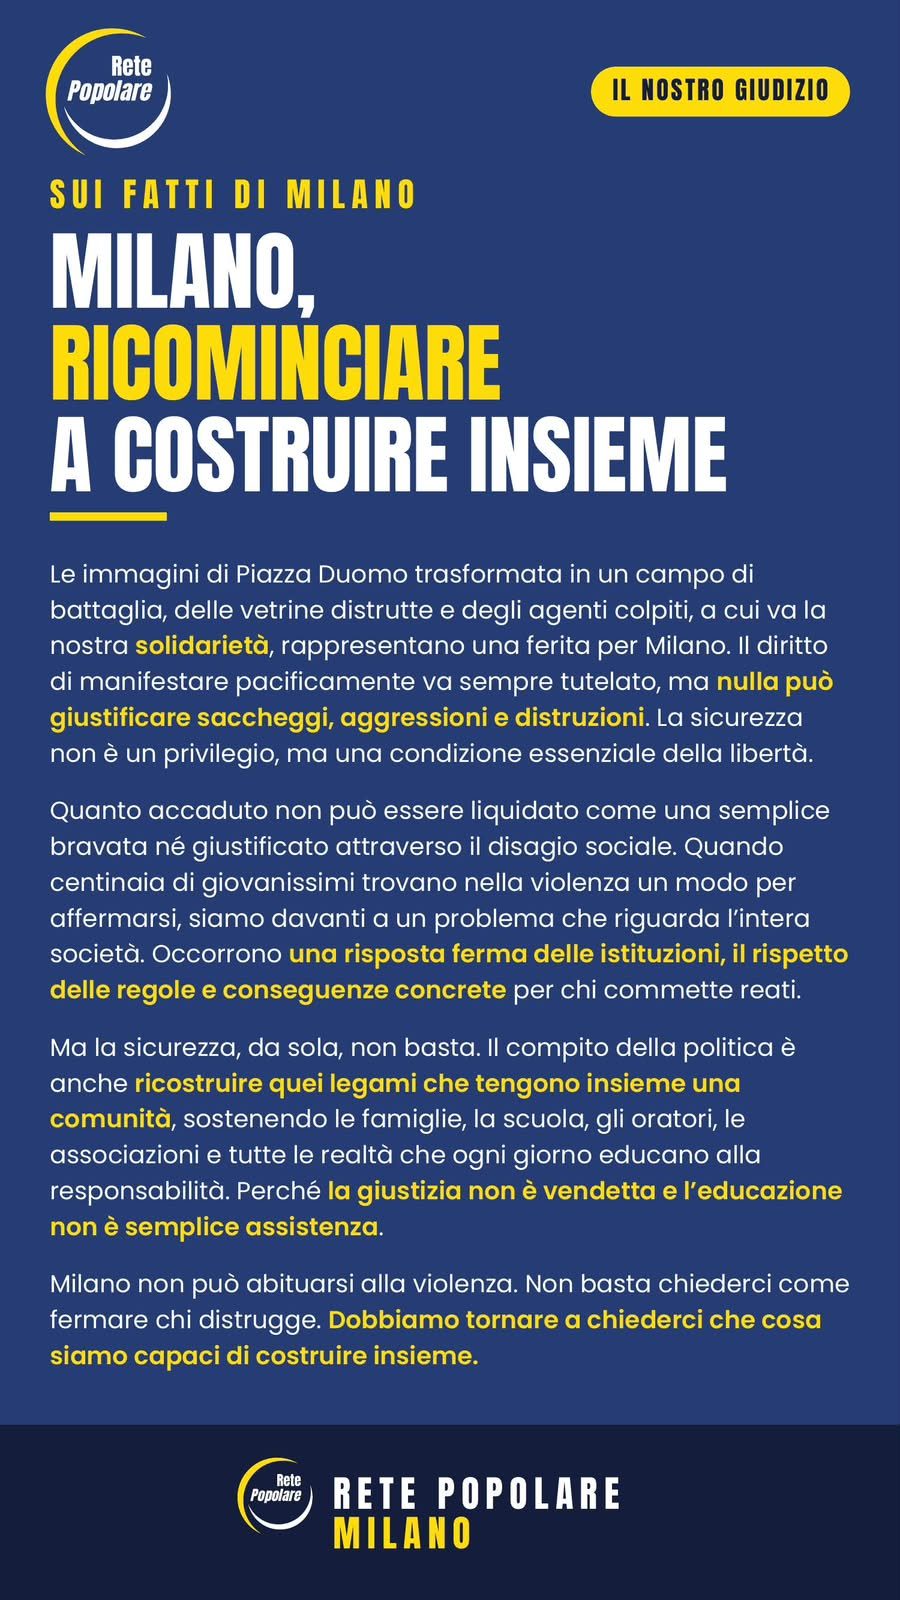 Rete
Popolare
IL NOSTRO GIUDIZIO
SUI FATTI DI MILANO
MILANO,
RICOMINCIARE
A COSTRUIRE INSIEME
Le immagini di Piazza Duomo trasformata in un campo di
battaglia, delle vetrine distrutte e degli agenti colpiti, a cui va la
nostra solidarietà, rappresentano una ferita per Milano. Il diritto
di manifestare pacificamente va sempre tutelato, ma nulla può
giustificare saccheggi, aggressioni e distruzioni. La sicurezza
non è un privilegio, ma una condizione essenziale della libertà.
Quanto accaduto non può essere liquidato come una semplice
bravata né giustificato attraverso il disagio sociale. Quando
centinaia di giovanissimi trovano nella violenza un modo per
affermarsi, siamo davanti a un problema che riguarda l’intera
società. Occorrono una risposta ferma delle istituzioni, il rispetto
delle regole e conseguenze concrete per chi commette reati.
Ma la sicurezza, da sola, non basta. Il compito della politica è
anche ricostruire quei legami che tengono insieme una
comunità, sostenendo le famiglie, la scuola, gli oratori, le
associazioni e tutte le realtà che ogni giorno educano alla
responsabilità. Perché la giustizia non è vendetta e l’educazione
non è semplice assistenza.
Milano non può abituarsi alla violenza. Non basta chiederci come
fermare chi distrugge. Dobbiamo tornare a chiederci che cosa
siamo capaci di costruire insieme.
Rete
Popolare
RETE POPOLARE
MILANO